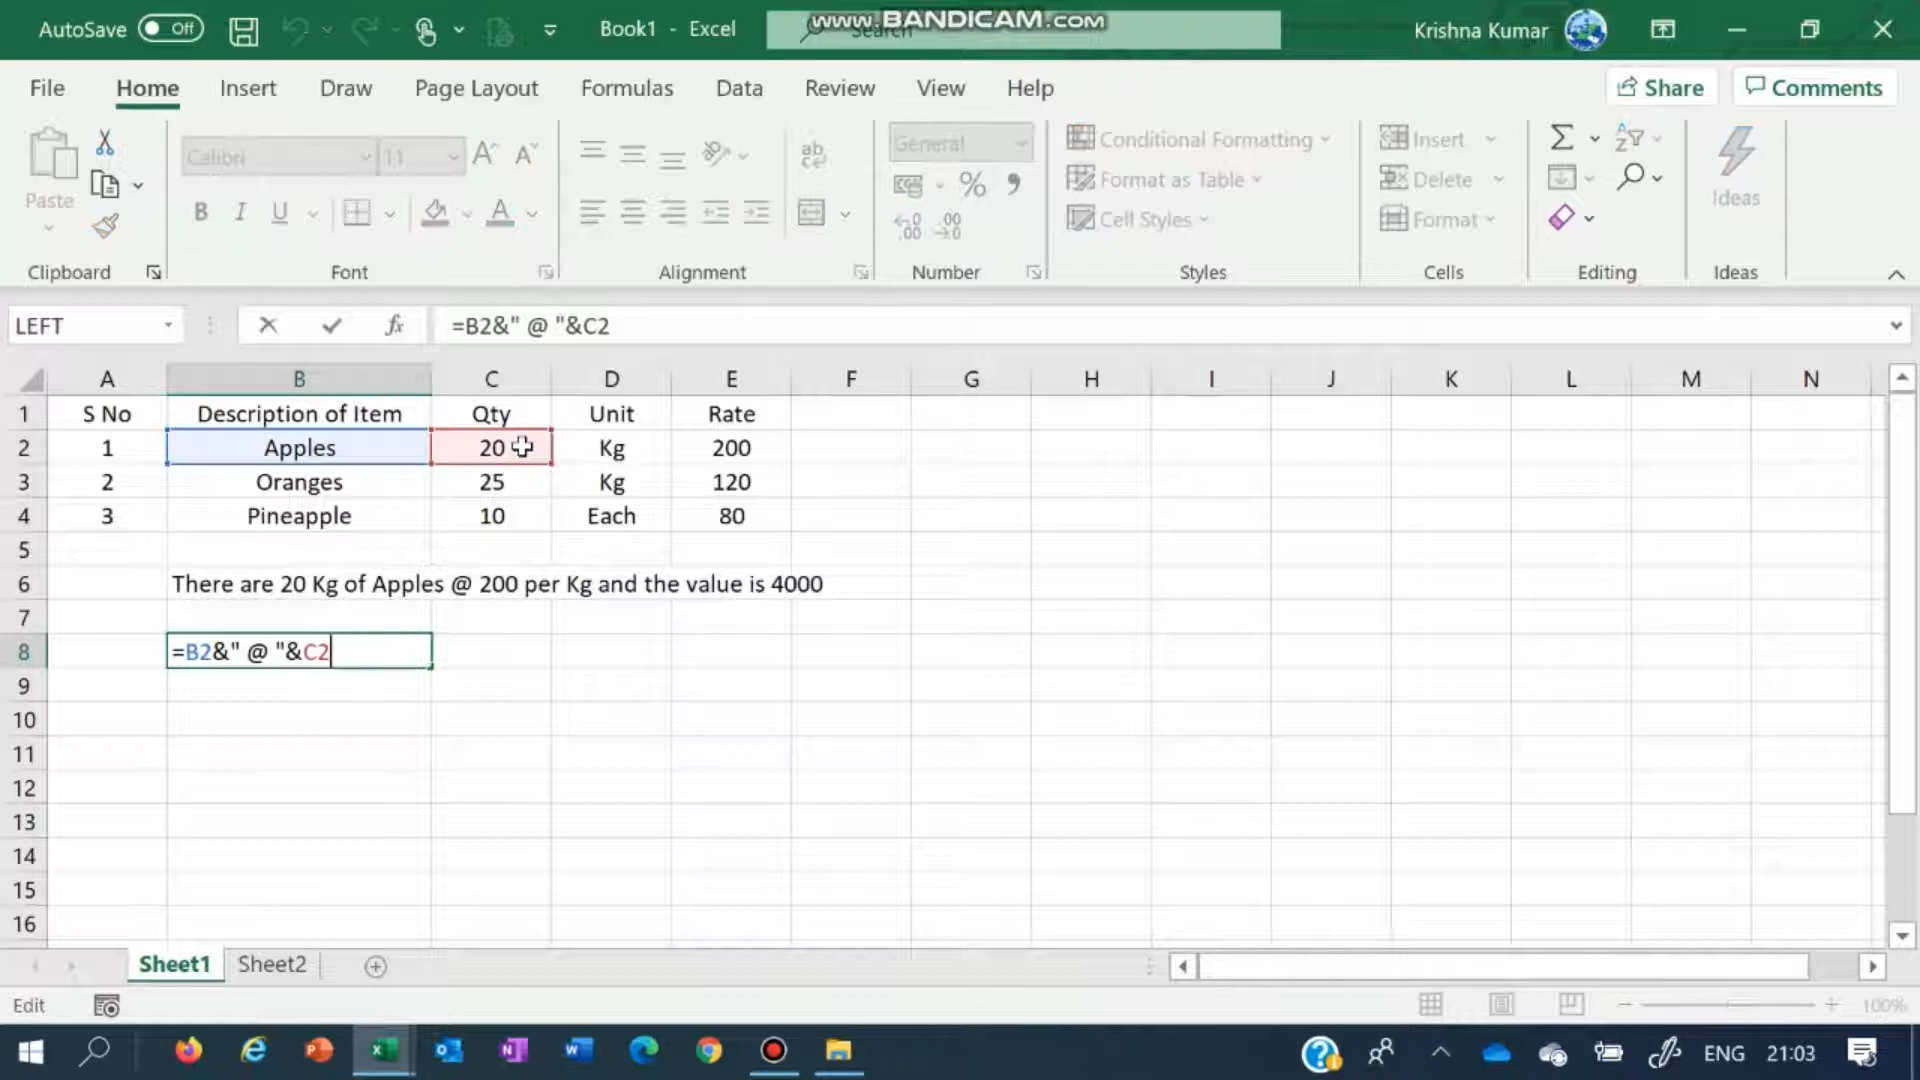 AutoSave Off Book1 - Excel www.BANDICAM.com Search Krishna Kumar
File Home Insert Draw Page Layout Formulas Data Review View Help Share Comments
Paste Calibri 11 General Conditional Formatting Insert
Format as Table Delete
B I U Cell Styles Format Ideas
Clipboard Font Alignment Number Styles Cells Editing Ideas
LEFT fx =B2&" @ "&C2
A B C D E F G H I J K L M N
1 S No Description of Item Qty Unit Rate
2 1 Apples 20 Kg 200
3 2 Oranges 25 Kg 120
4 3 Pineapple 10 Each 80
5
6 There are 20 Kg of Apples @ 200 per Kg and the value is 4000
7
8 =B2&" @ "&C2
9
10
11
12
13
14
15
16
Sheet1 Sheet2
Edit 100%
ENG 21:03